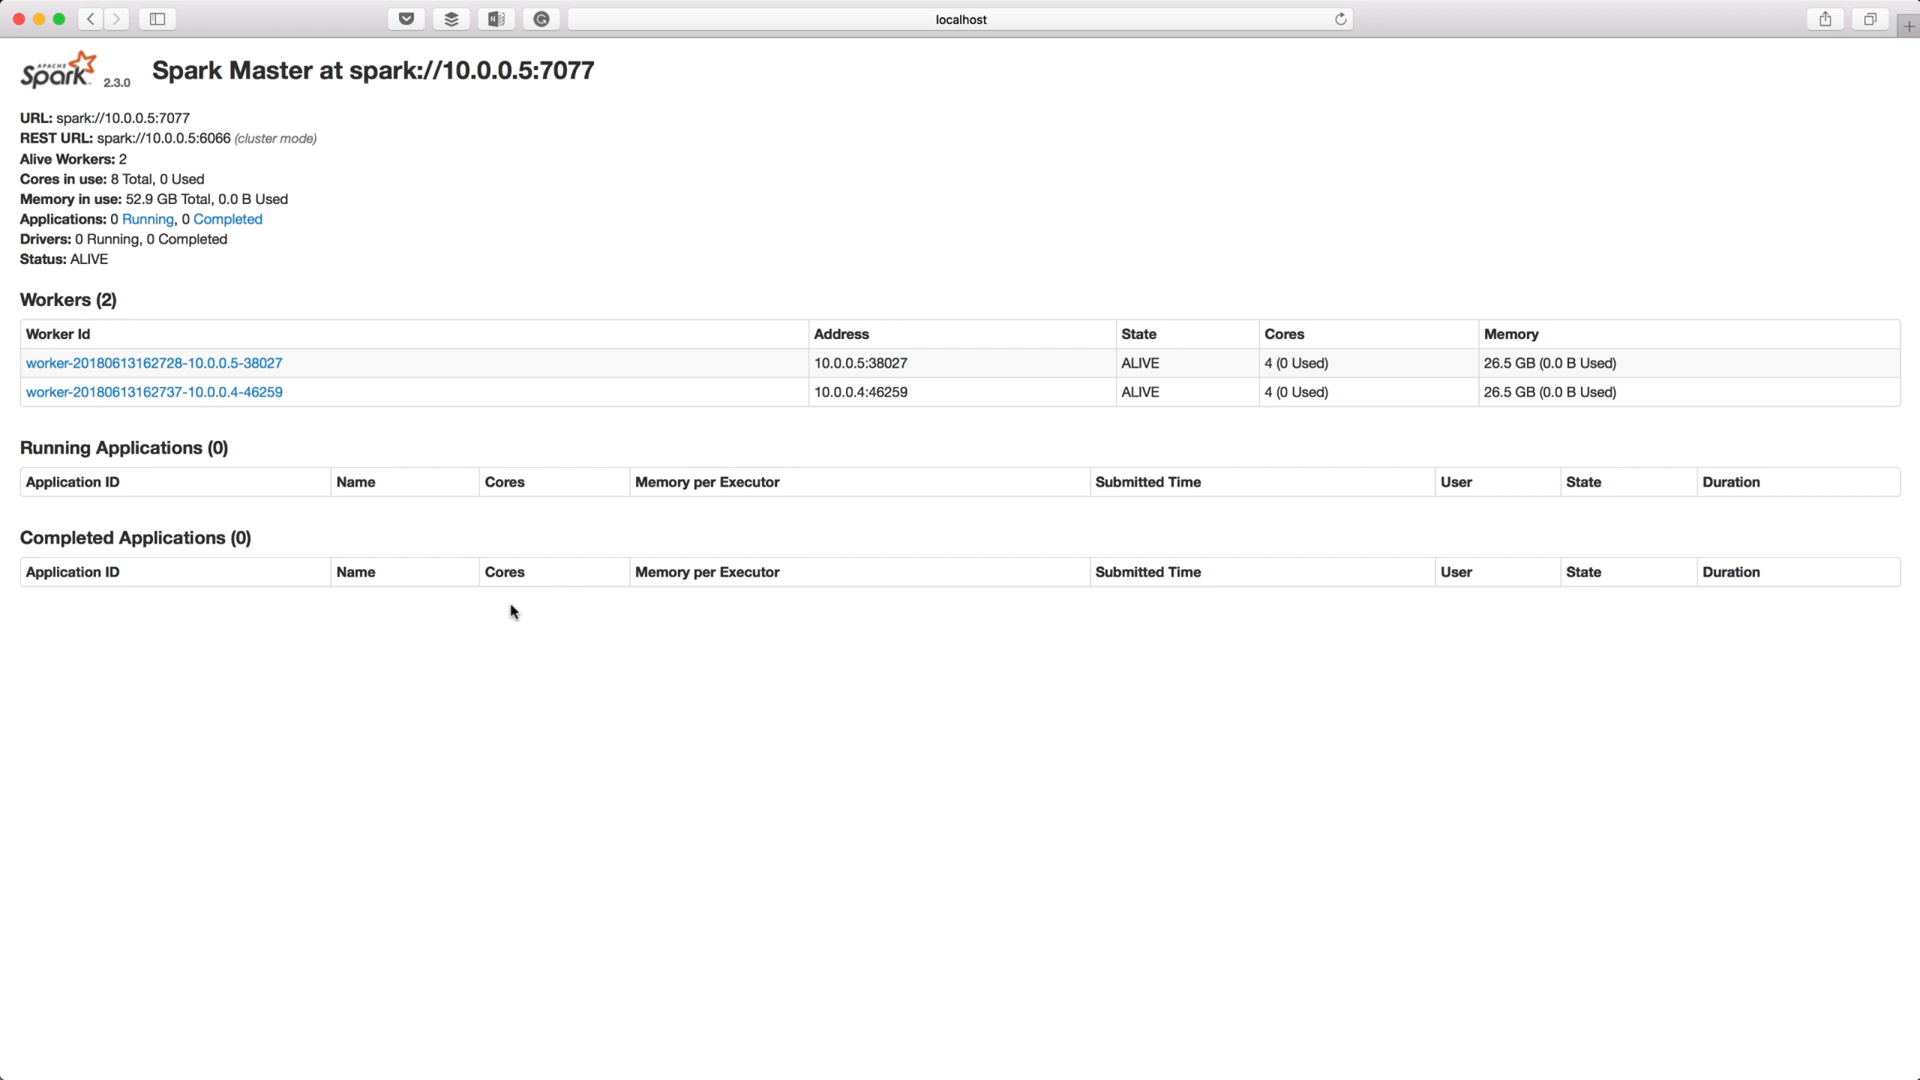 localhost
APACHE
Spark 2.3.0 Spark Master at spark://10.0.0.5:7077
URL: spark://10.0.0.5:7077
REST URL: spark://10.0.0.5:6066 (cluster mode)
Alive Workers: 2
Cores in use: 8 Total, 0 Used
Memory in use: 52.9 GB Total, 0.0 B Used
Applications: 0 Running, 0 Completed
Drivers: 0 Running, 0 Completed
Status: ALIVE
Workers (2)
Worker Id Address State Cores Memory
worker-20180613162728-10.0.0.5-38027 10.0.0.5:38027 ALIVE 4 (0 Used) 26.5 GB (0.0 B Used)
worker-20180613162737-10.0.0.4-46259 10.0.0.4:46259 ALIVE 4 (0 Used) 26.5 GB (0.0 B Used)
Running Applications (0)
Application ID Name Cores Memory per Executor Submitted Time User State Duration
Completed Applications (0)
Application ID Name Cores Memory per Executor Submitted Time User State Duration